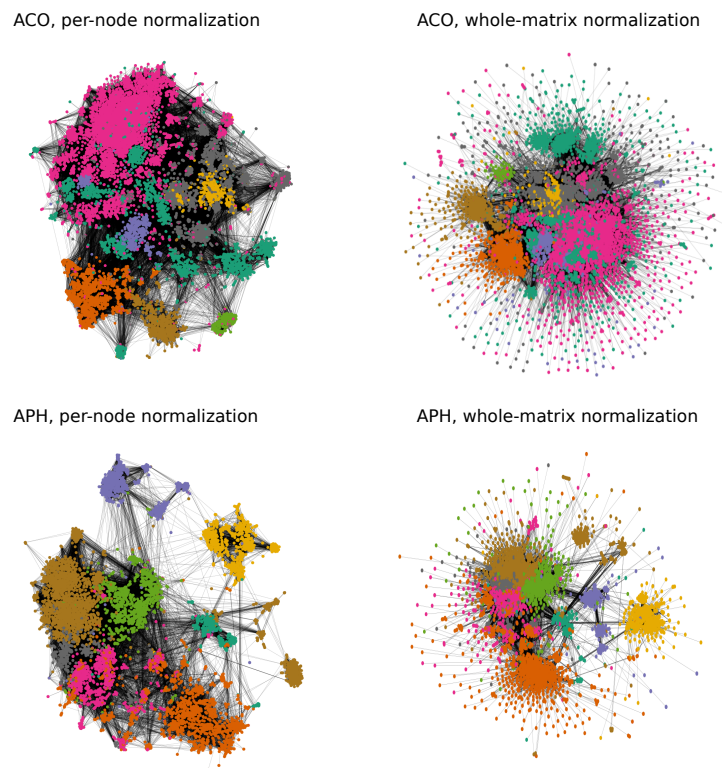 ACO, per-node normalization
ACO, whole-matrix normalization
APH, per-node normalization
APH, whole-matrix normalization